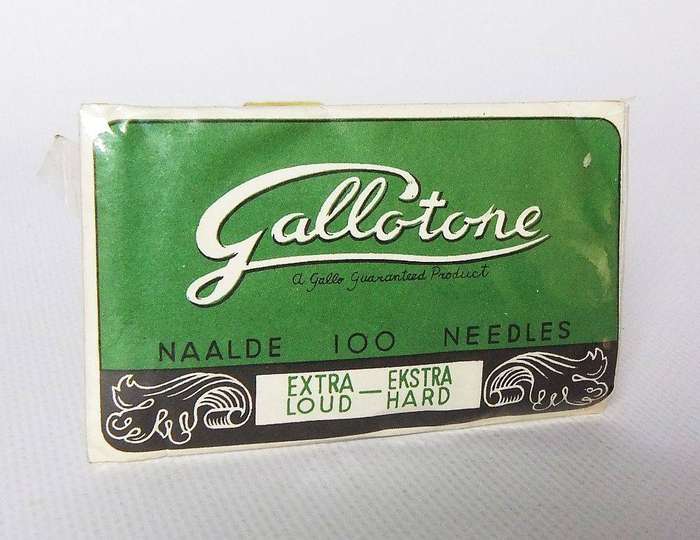 Gallotone
A Gallo Guaranteed Product
NAALDE 100 NEEDLES
EXTRA — EKSTRA
LOUD HARD